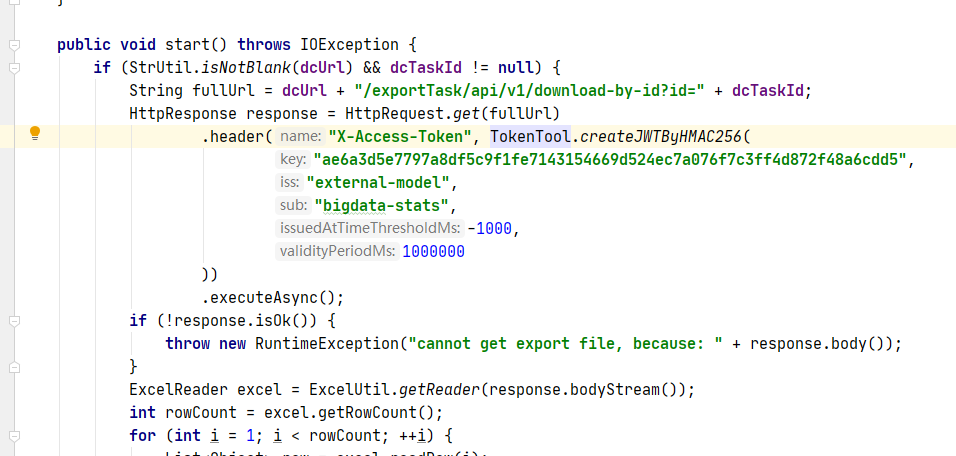 }
public void start() throws IOException {
if (StrUtil.isNotBlank(dcUrl) && dcTaskId != null) {
String fullUrl = dcUrl + "/exportTask/api/v1/download-by-id?id=" + dcTaskId;
HttpResponse response = HttpRequest.get(fullUrl)
.header( name: "X-Access-Token", TokenTool.createJWTByHMAC256(
key: "ae6a3d5e7797a8df5c9f1fe7143154669d524ec7a076f7c3ff4d872f48a6cdd5",
iss: "external-model",
sub: "bigdata-stats",
issuedAtTimeThresholdMs: -1000,
validityPeriodMs: 1000000
))
.executeAsync();
if (!response.isOk()) {
throw new RuntimeException("cannot get export file, because: " + response.body());
}
ExcelReader excel = ExcelUtil.getReader(response.bodyStream());
int rowCount = excel.getRowCount();
for (int i = 1; i < rowCount; ++i) {